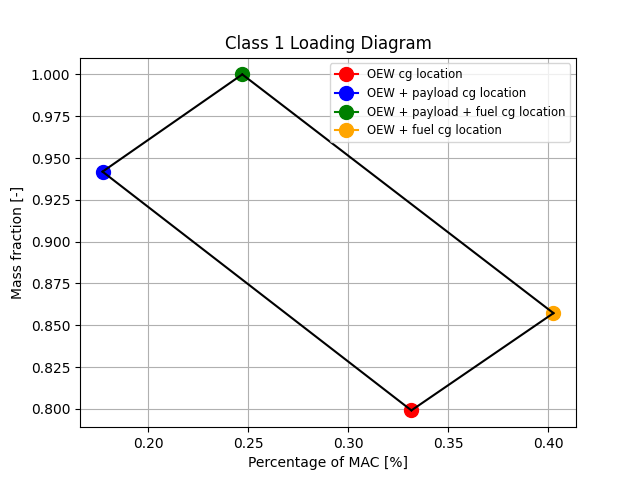 Class 1 Loading Diagram
OEW cg location
OEW + payload cg location
OEW + payload + fuel cg location
OEW + fuel cg location
Mass fraction [-]
1.000
0.975
0.950
0.925
0.900
0.875
0.850
0.825
0.800
0.20
0.25
0.30
0.35
0.40
Percentage of MAC [%]